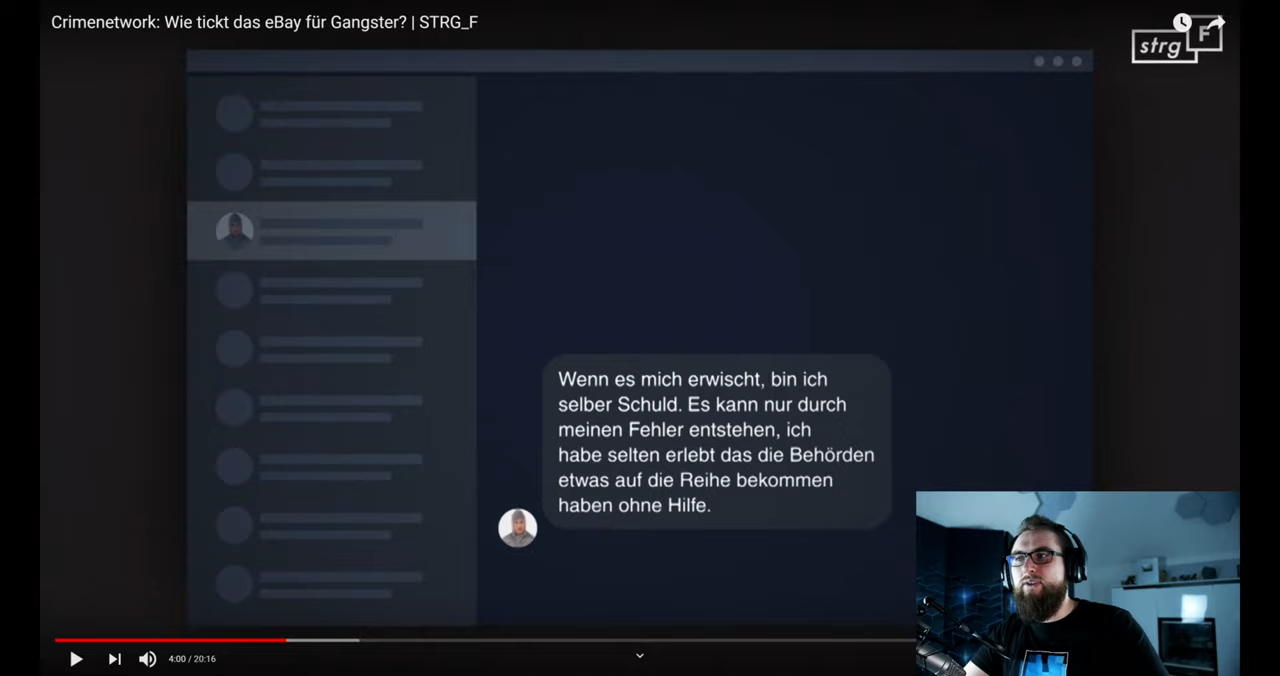 Crimenetwork: Wie tickt das eBay für Gangster? | STRG_F
strg F
Wenn es mich erwischt, bin ich
selber Schuld. Es kann nur durch
meinen Fehler entstehen, ich
habe selten erlebt das die Behörden
etwas auf die Reihe bekommen
haben ohne Hilfe.
4:00 / 20:16